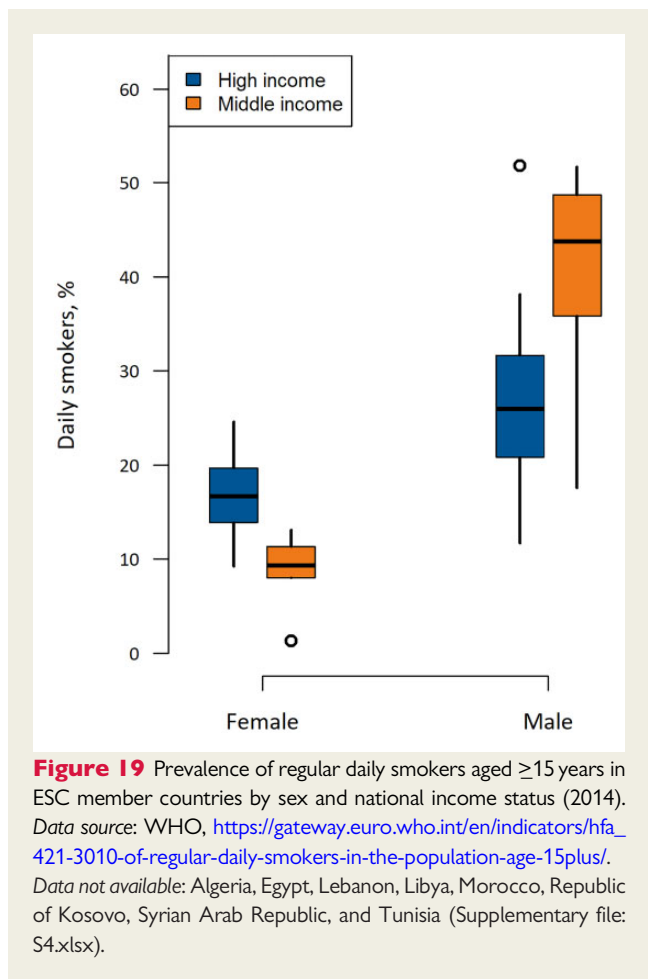 High income
Middle income
60
50
40
30
20
10
0
Daily smokers, %
Female
Male
Figure 19 Prevalence of regular daily smokers aged ≥15 years in
ESC member countries by sex and national income status (2014).
Data source: WHO, https://gateway.euro.who.int/en/indicators/hfa_
421-3010-of-regular-daily-smokers-in-the-population-age-15plus/.
Data not available: Algeria, Egypt, Lebanon, Libya, Morocco, Republic
of Kosovo, Syrian Arab Republic, and Tunisia (Supplementary file:
S4.xlsx).